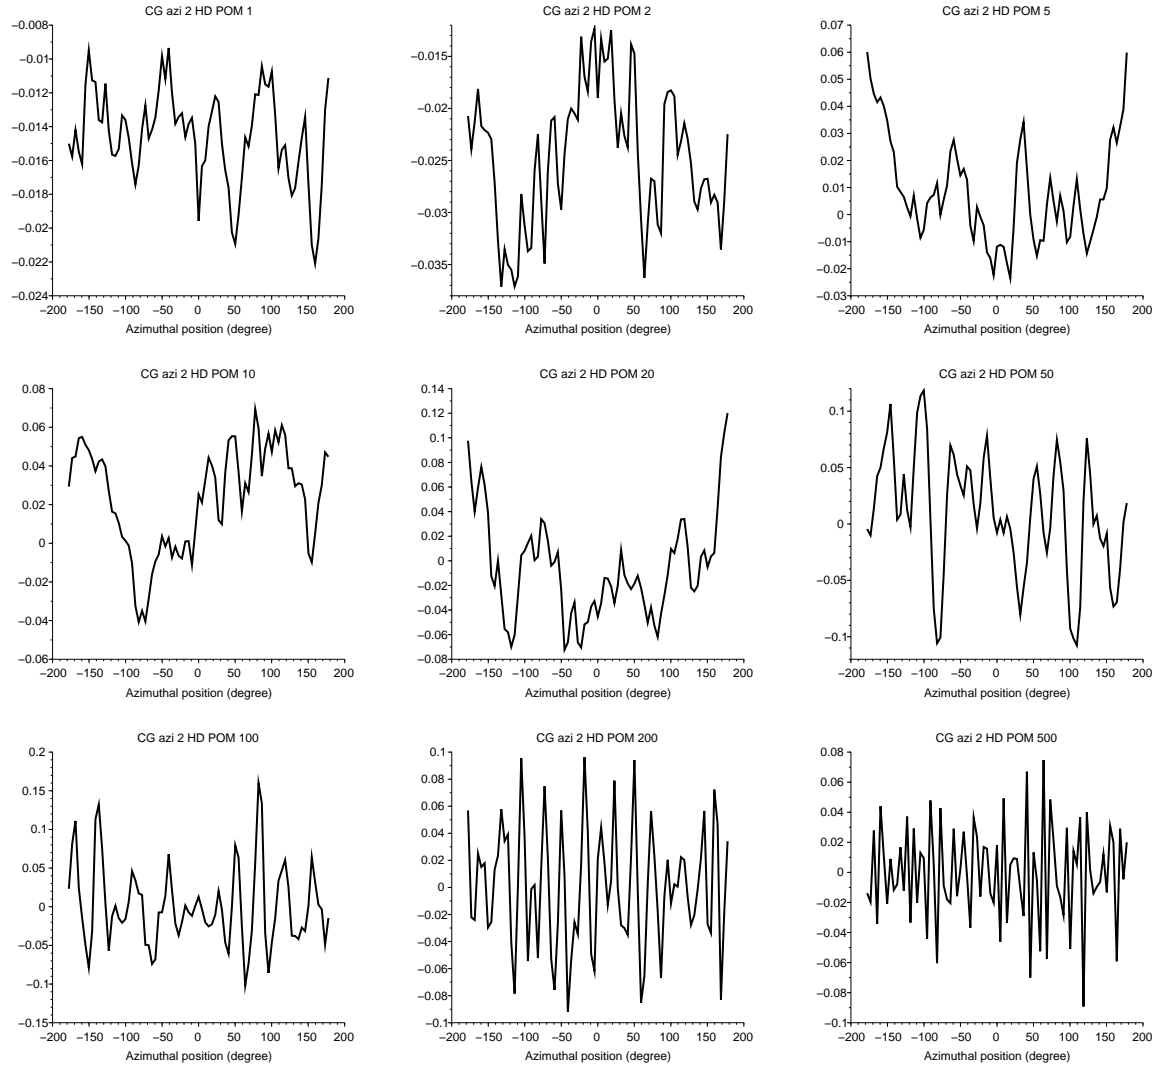 CG azi 2 HD POM 1
−0.008
−0.01
−0.012
−0.014
−0.016
−0.018
−0.02
−0.022
−0.024
−200 −150 −100 −50 0 50 100 150 200
Azimuthal position (degree)
CG azi 2 HD POM 2
−0.015
−0.02
−0.025
−0.03
−0.035
−200 −150 −100 −50 0 50 100 150 200
Azimuthal position (degree)
CG azi 2 HD POM 5
0.07
0.06
0.05
0.04
0.03
0.02
0.01
0
−0.01
−0.02
−0.03
−200 −150 −100 −50 0 50 100 150 200
Azimuthal position (degree)
CG azi 2 HD POM 10
0.08
0.06
0.04
0.02
0
−0.02
−0.04
−0.06
−200 −150 −100 −50 0 50 100 150 200
Azimuthal position (degree)
CG azi 2 HD POM 20
0.14
0.12
0.1
0.08
0.06
0.04
0.02
0
−0.02
−0.04
−0.06
−0.08
−200 −150 −100 −50 0 50 100 150 200
Azimuthal position (degree)
CG azi 2 HD POM 50
0.1
0.05
0
−0.05
−0.1
−200 −150 −100 −50 0 50 100 150 200
Azimuthal position (degree)
CG azi 2 HD POM 100
0.2
0.15
0.1
0.05
0
−0.05
−0.1
−0.15
−200 −150 −100 −50 0 50 100 150 200
Azimuthal position (degree)
CG azi 2 HD POM 200
0.1
0.08
0.06
0.04
0.02
0
−0.02
−0.04
−0.06
−0.08
−0.1
−200 −150 −100 −50 0 50 100 150 200
Azimuthal position (degree)
CG azi 2 HD POM 500
0.08
0.06
0.04
0.02
0
−0.02
−0.04
−0.06
−0.08
−0.1
−200 −150 −100 −50 0 50 100 150 200
Azimuthal position (degree)